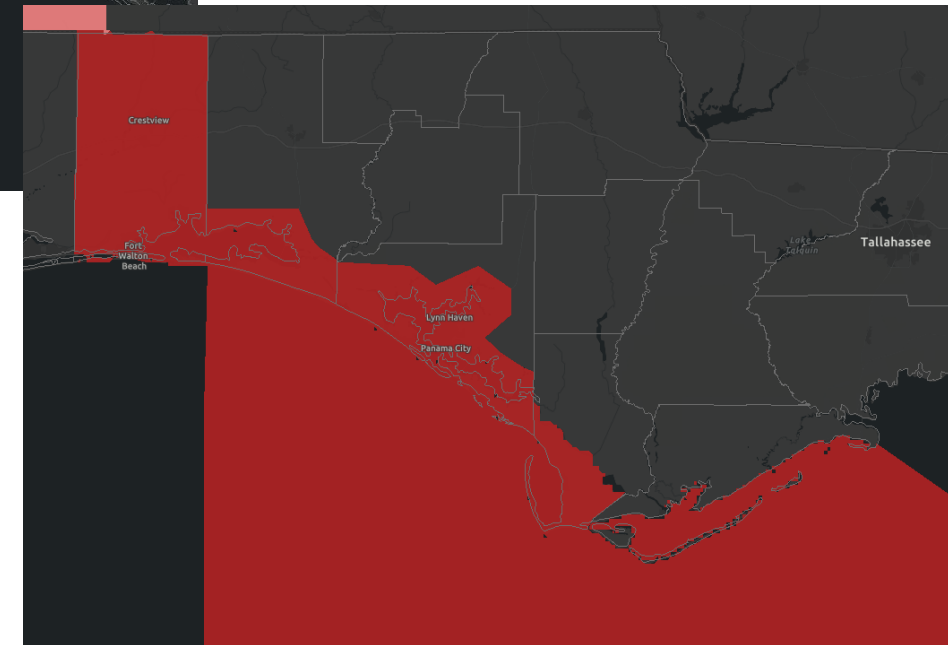 Crestview
Fort
Walton
Beach
Lake
Talquin
Tallahassee
Lynn Haven
Panama City